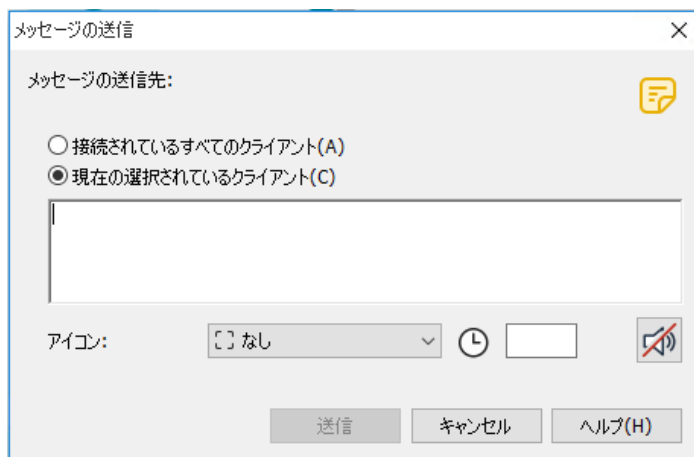 メッセージの送信
メッセージの送信先:
接続されているすべてのクライアント(A)
現在の選択されているクライアント(C)
アイコン: なし
送信 キャンセル ヘルプ(H)